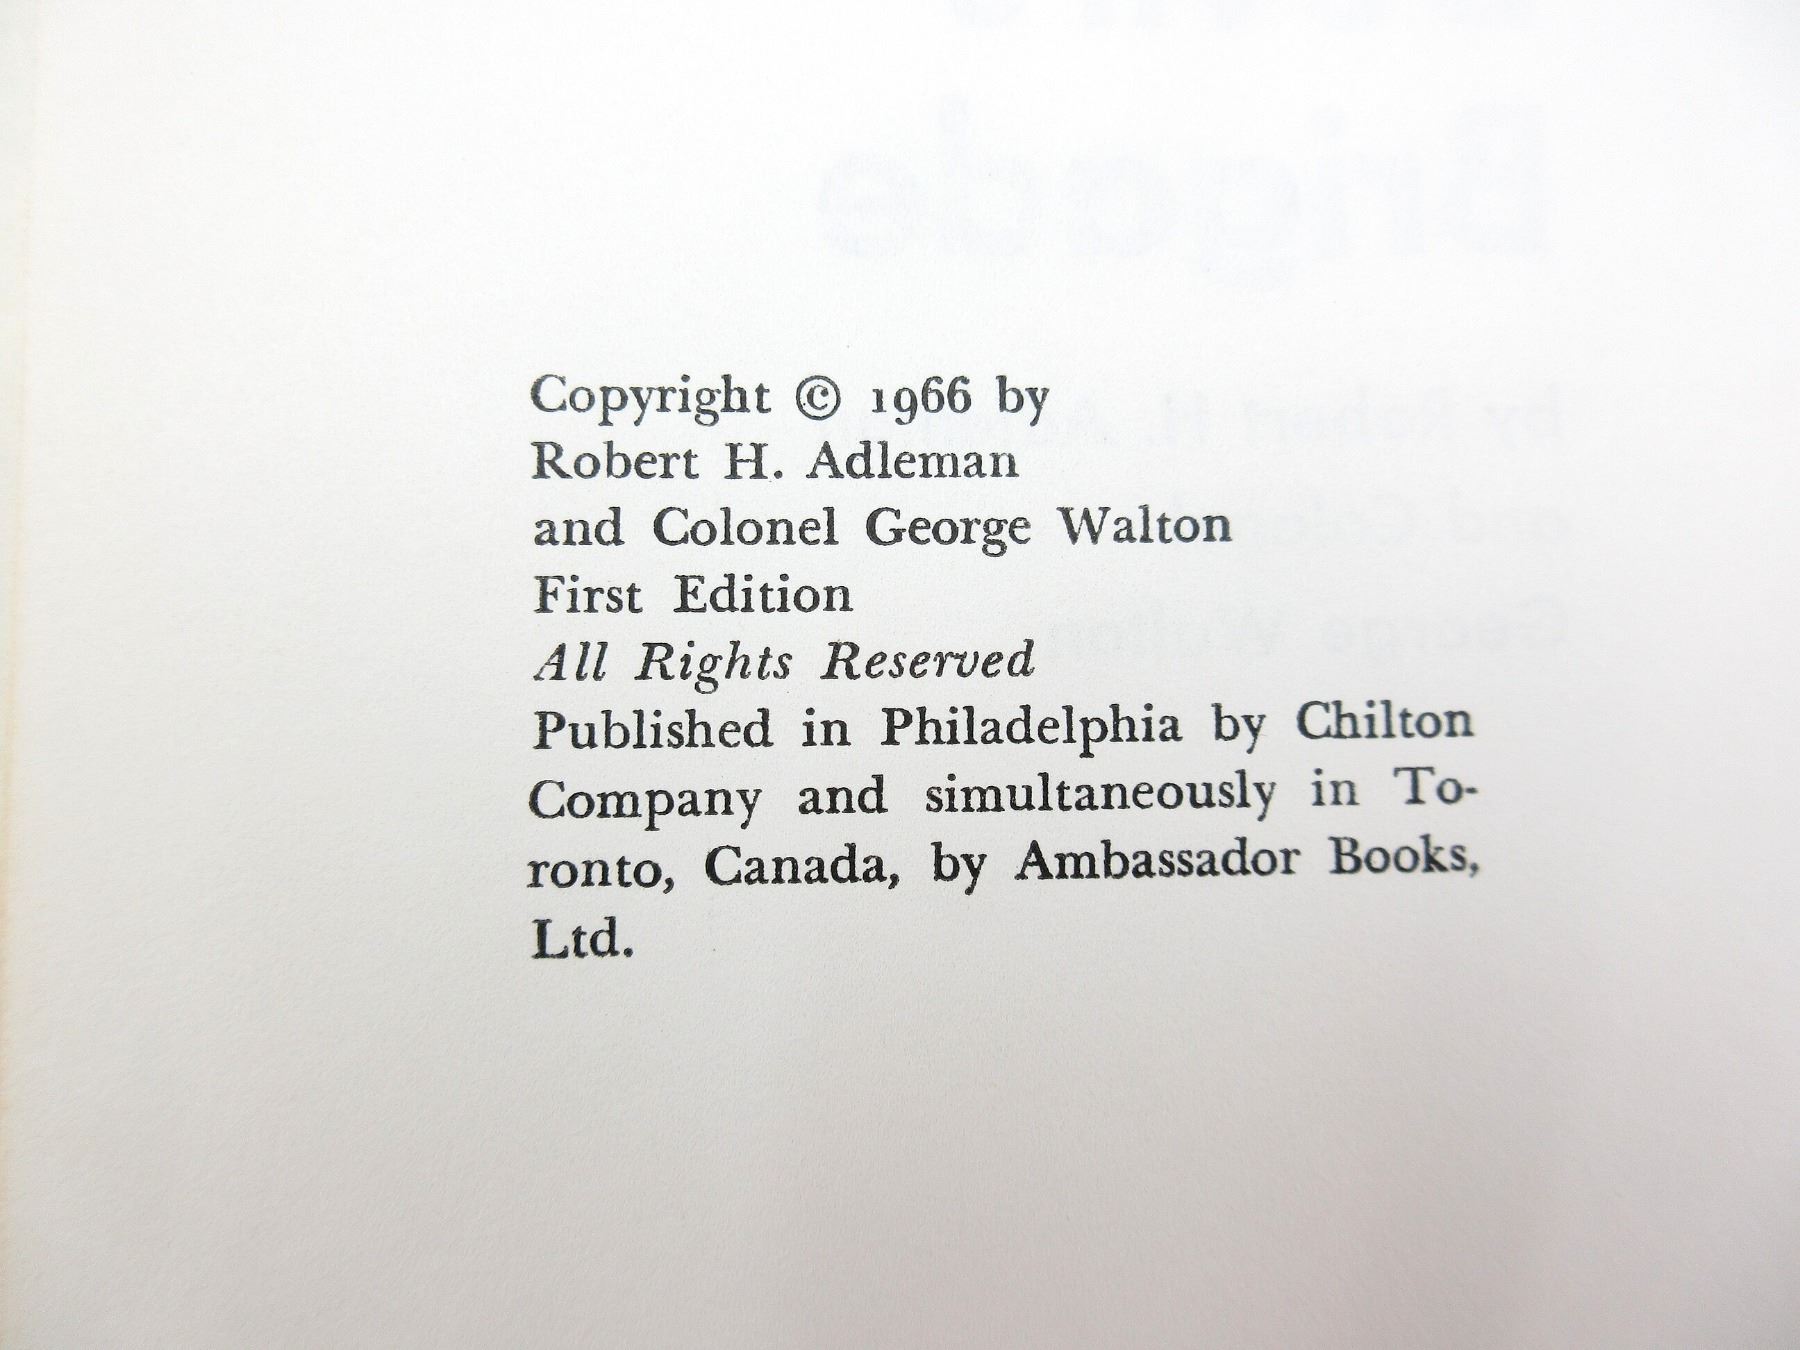 Copyright © 1966 by
Robert H. Adleman
and Colonel George Walton
First Edition
All Rights Reserved
Published in Philadelphia by Chilton
Company and simultaneously in To-
ronto, Canada, by Ambassador Books,
Ltd.